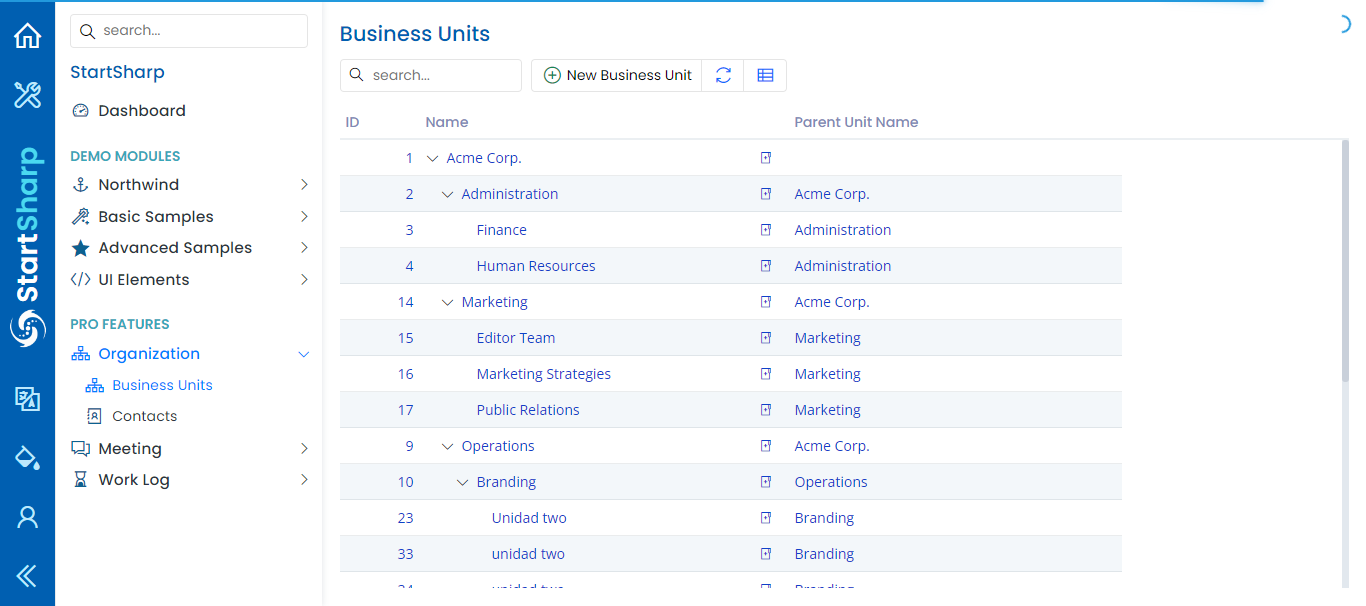 StartSharp
search...
StartSharp
Dashboard
DEMO MODULES
Northwind
Basic Samples
Advanced Samples
UI Elements
PRO FEATURES
Organization
Business Units
Contacts
Meeting
Work Log
Business Units
search... New Business Unit
ID Name Parent Unit Name
1 Acme Corp.
2 Administration Acme Corp.
3 Finance Administration
4 Human Resources Administration
14 Marketing Acme Corp.
15 Editor Team Marketing
16 Marketing Strategies Marketing
17 Public Relations Marketing
9 Operations Acme Corp.
10 Branding Operations
23 Unidad two Branding
33 unidad two Branding